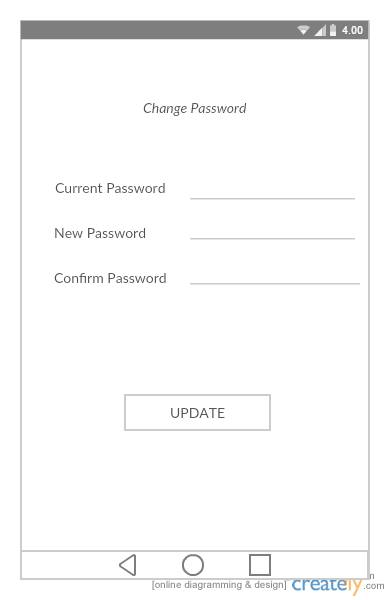 4.00
Change Password
Current Password
New Password
Confirm Password
UPDATE
[online diagramming & design] creately.com